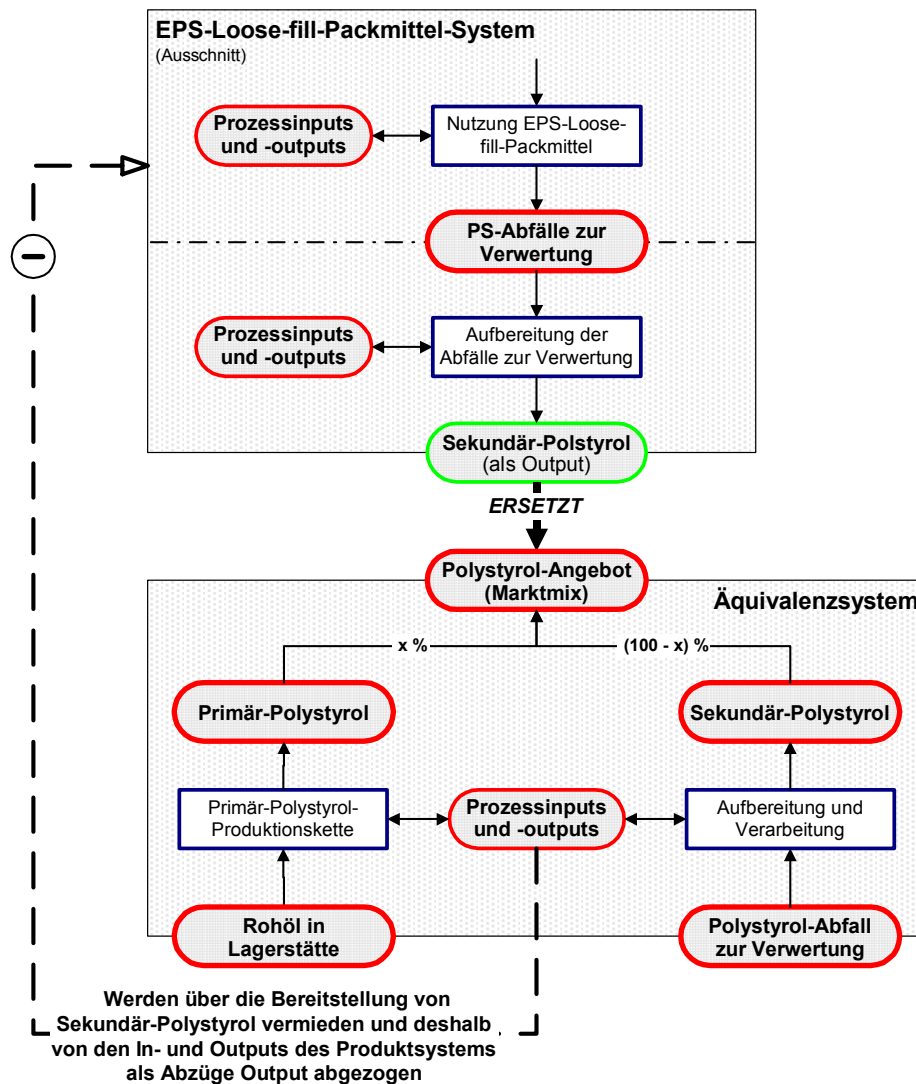 EPS-Loose-fill-Packmittel-System
(Ausschnitt)
Prozessinputs
und -outputs
Nutzung EPS-Loose-
fill-Packmittel
PS-Abfälle zur
Verwertung
Prozessinputs
und -outputs
Aufbereitung der
Abfälle zur Verwertung
Sekundär-Polstyrol
(als Output)
ERSETZT
Polystyrol-Angebot
(Marktmix)
Äquivalenzsystem
x %
(100 - x) %
Primär-Polystyrol
Sekundär-Polystyrol
Primär-Polystyrol-
Produktionskette
Prozessinputs
und -outputs
Aufbereitung und
Verarbeitung
Rohöl in
Lagerstätte
Polystyrol-Abfall
zur Verwertung
Werden über die Bereitstellung von
Sekundär-Polystyrol vermieden und deshalb
von den In- und Outputs des Produktsystems
als Abzüge Output abgezogen